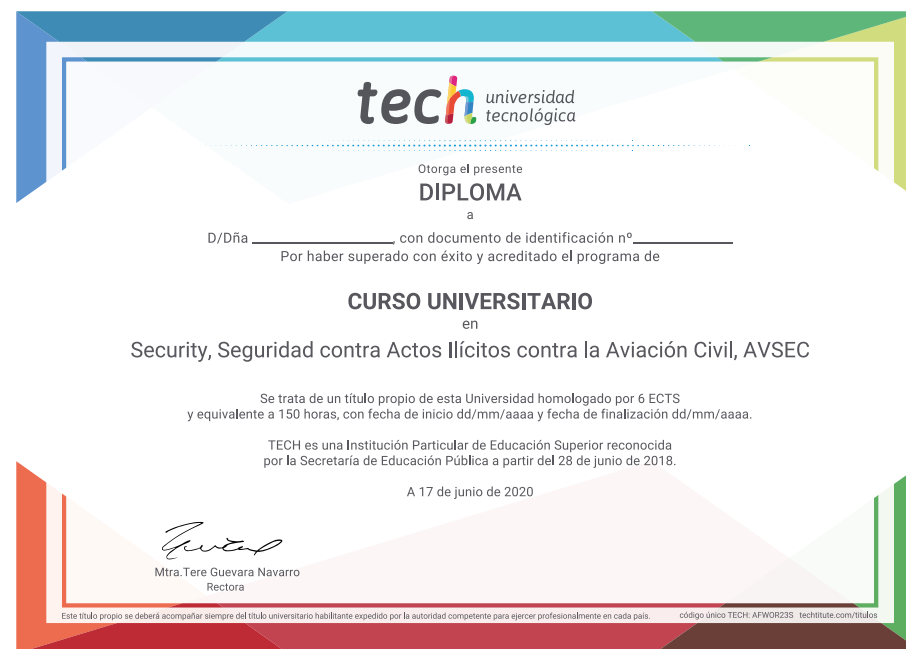 tech universidad
tecnológica
Otorga el presente
DIPLOMA
a
D/Dña ____________________, con documento de identificación nº______________
Por haber superado con éxito y acreditado el programa de
CURSO UNIVERSITARIO
en
Security, Seguridad contra Actos Ilícitos contra la Aviación Civil, AVSEC
Se trata de un título propio de esta Universidad homologado por 6 ECTS
y equivalente a 150 horas, con fecha de inicio dd/mm/aaaa y fecha de finalización dd/mm/aaaa.
TECH es una Institución Particular de Educación Superior reconocida
por la Secretaría de Educación Pública a partir del 28 de junio de 2018.
A 17 de junio de 2020
Mtra.Tere Guevara Navarro
Rectora
Este título propio se deberá acompañar siempre del título universitario habilitante expedido por la autoridad competente para ejercer profesionalmente en cada país. código único TECH: AFWOR23S techtitute.com/titulos